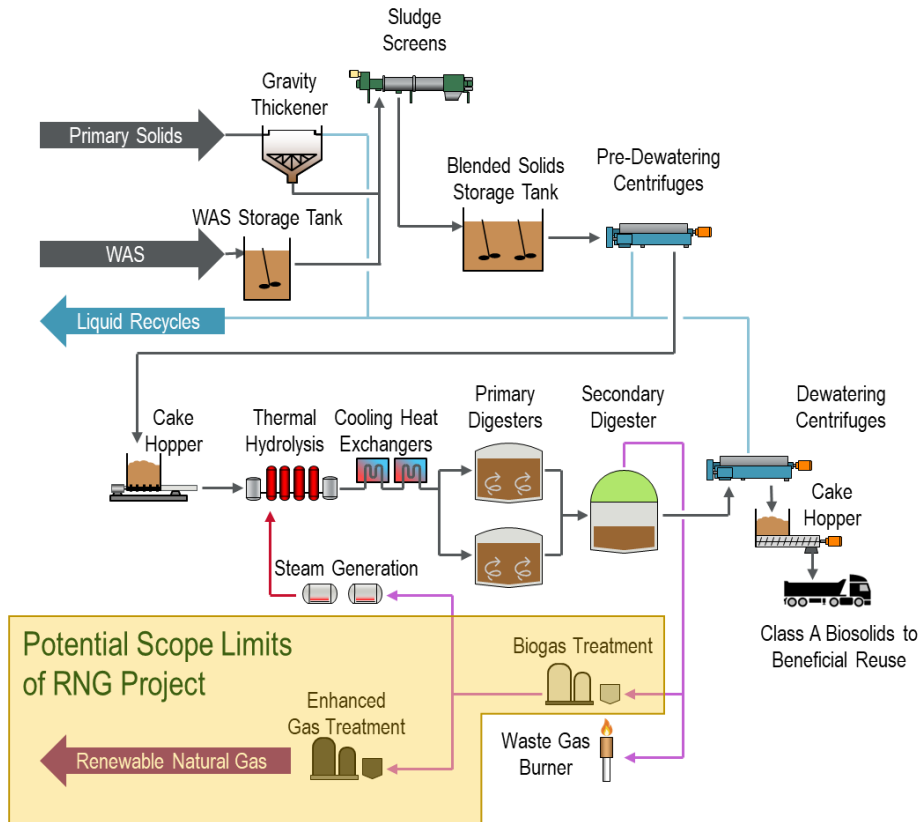 Sludge
Screens
Gravity
Thickener
Primary Solids
Blended Solids
Storage Tank
Pre-Dewatering
Centrifuges
WAS Storage Tank
WAS
Liquid Recycles
Cake
Hopper
Thermal
Hydrolysis
Cooling Heat
Exchangers
Primary
Digesters
Secondary
Digester
Dewatering
Centrifuges
Cake
Hopper
Steam Generation
Class A Biosolids to
Beneficial Reuse
Potential Scope Limits
of RNG Project
Biogas Treatment
Enhanced
Gas Treatment
Renewable Natural Gas
Waste Gas
Burner